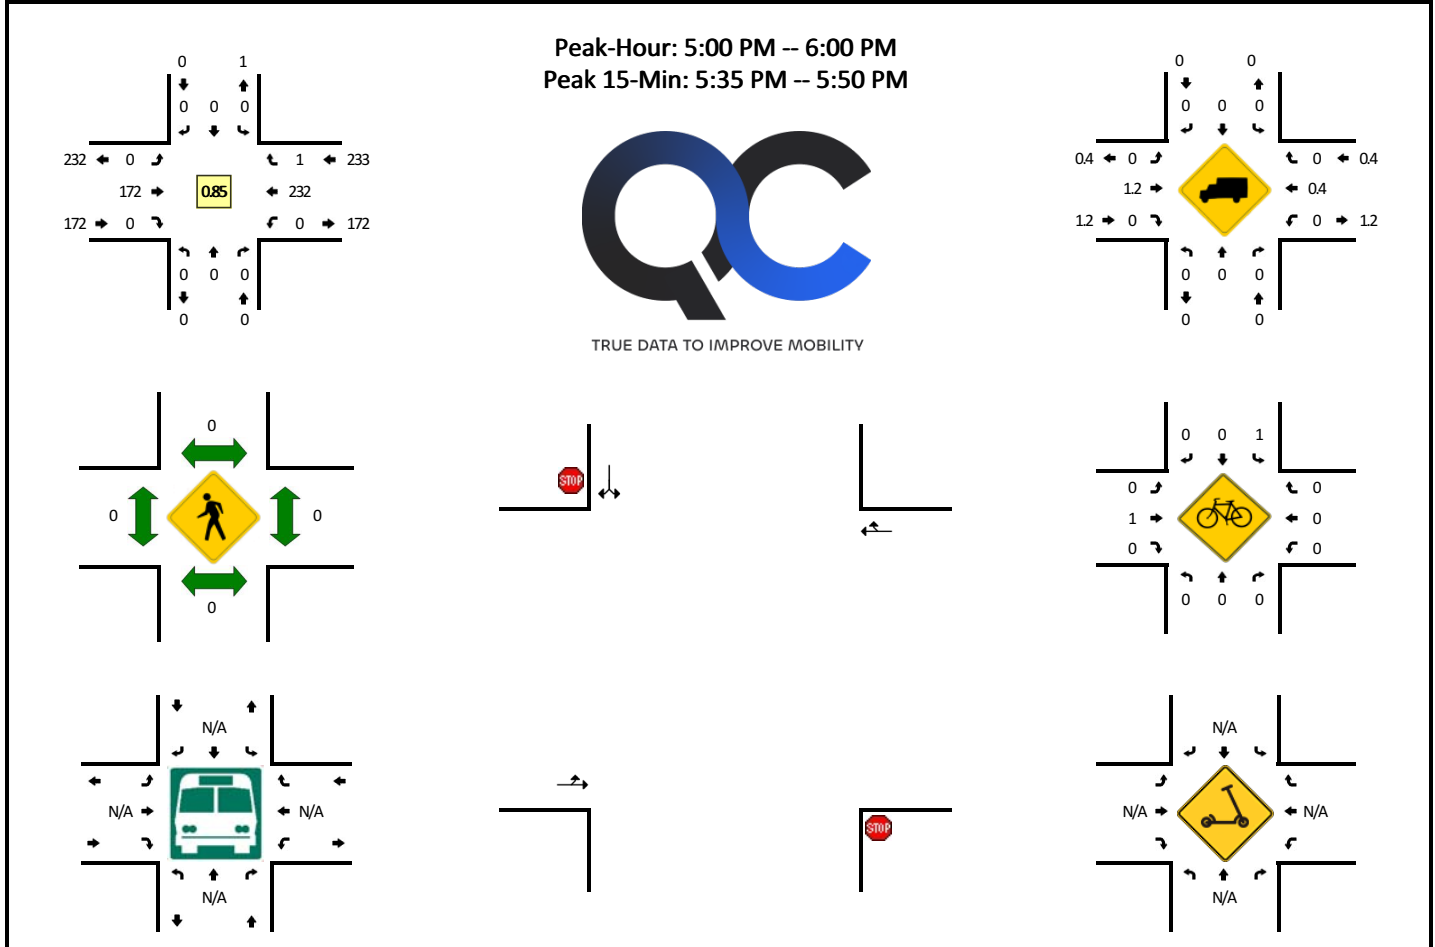 Peak-Hour: 5:00 PM -- 6:00 PM
Peak 15-Min: 5:35 PM -- 5:50 PM
0 1
0 0 0
232 0 1 233
172 0.85 232
172 0 0 172
0 0 0
0 0
QC
TRUE DATA TO IMPROVE MOBILITY
0 0
0 0 0
0.4 0 0 0.4
1.2 0.4
1.2 0 0 1.2
0 0 0
0 0
0
0 0
0
STOP
STOP
0 0 1
0 0
1 0
0 0
0 0 0
N/A
N/A N/A
N/A
N/A
N/A N/A
N/A